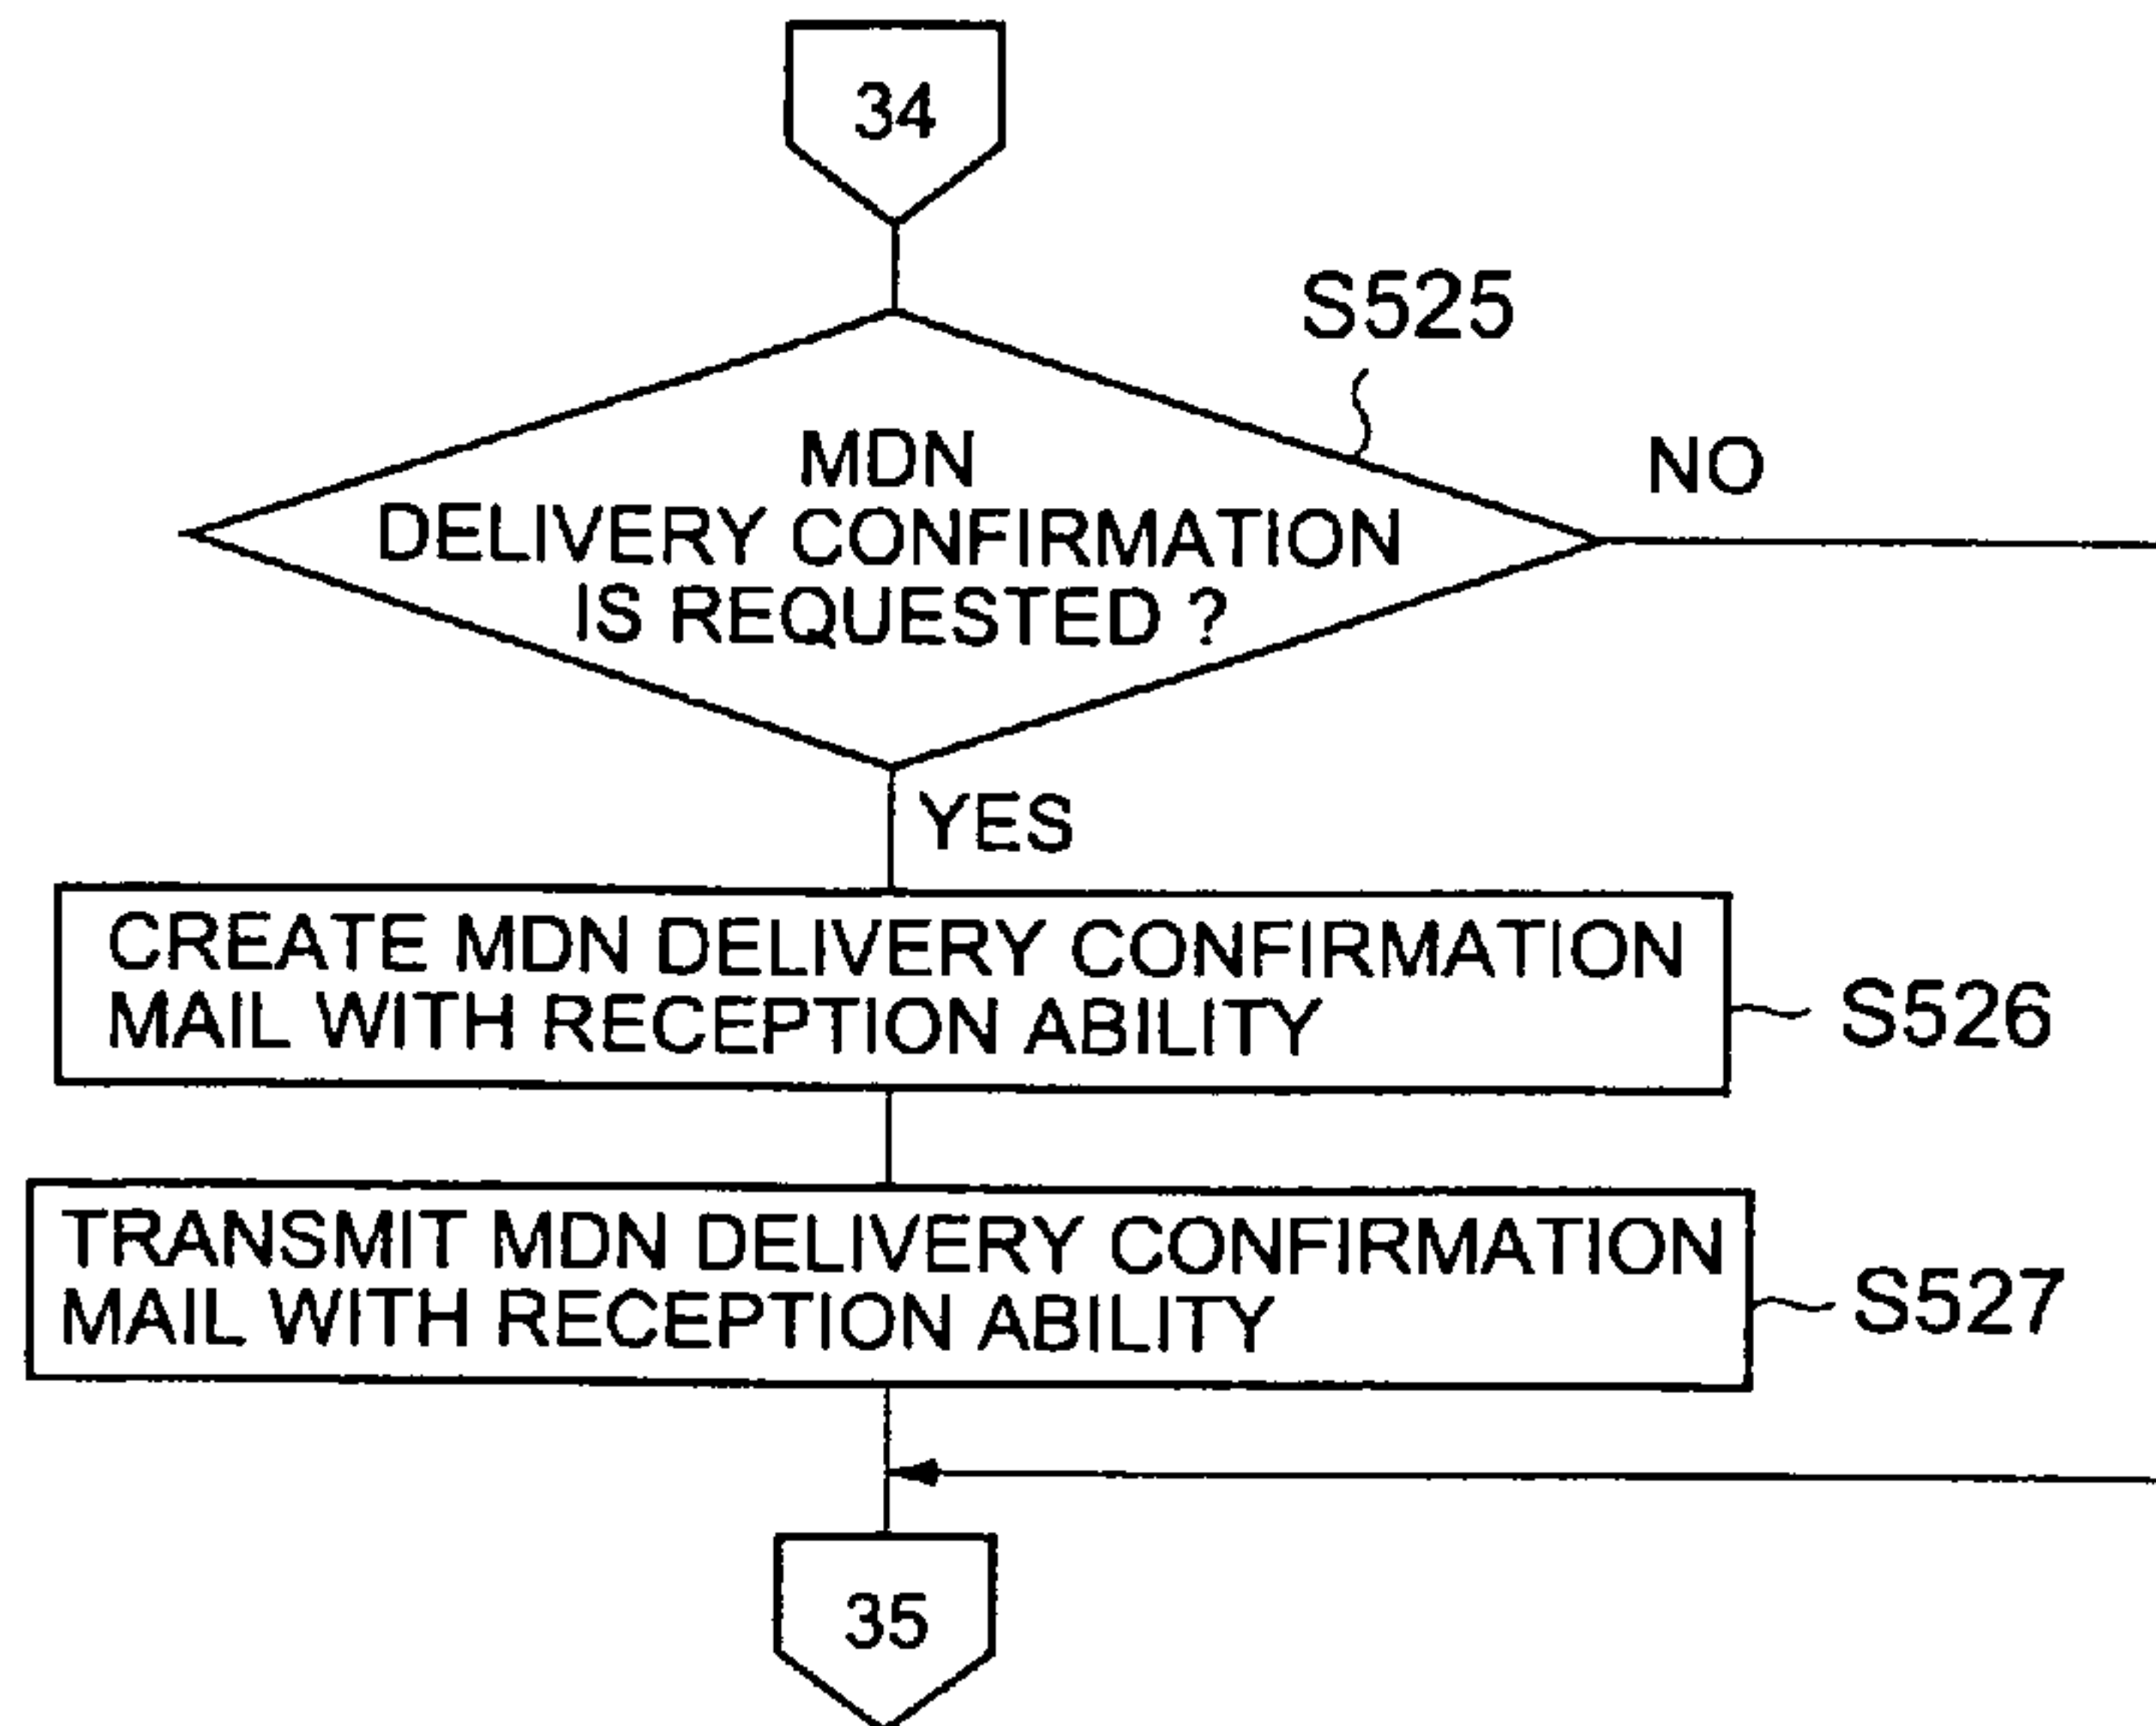 34
S525
MDN
DELIVERY CONFIRMATION
IS REQUESTED ?
NO
YES
CREATE MDN DELIVERY CONFIRMATION
MAIL WITH RECEPTION ABILITY
S526
TRANSMIT MDN DELIVERY CONFIRMATION
MAIL WITH RECEPTION ABILITY
S527
35